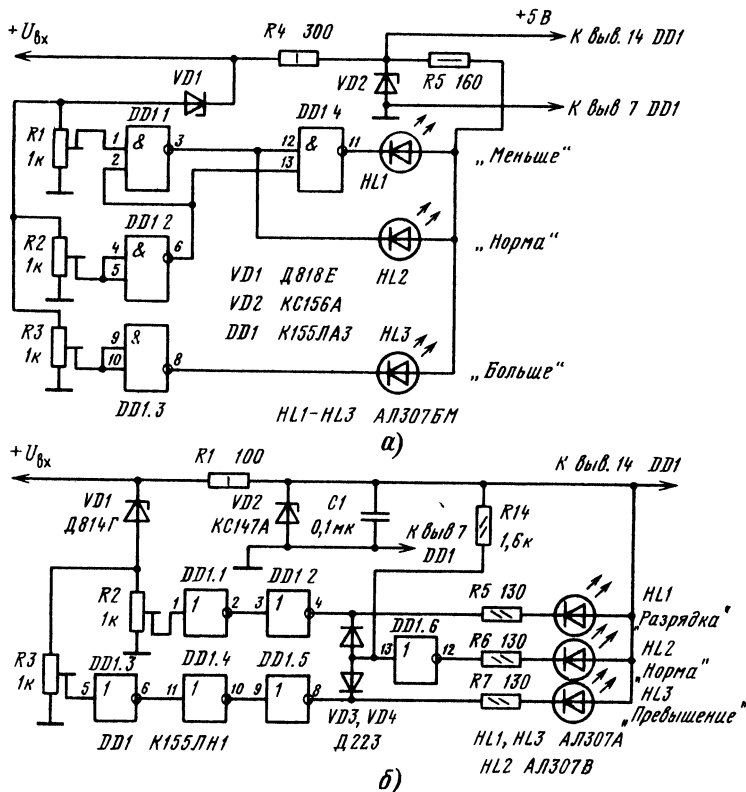 +Uвх
R4 300
+5 В
К выв. 14 DD1
VD1
VD2
R5 160
К выв 7 DD1
R1
1к
DD1 1
1
2
&
3
DD1 4
12
13
&
11
HL1
„Меньше“
R2
1к
DD1 2
4
5
&
6
HL2
„Норма“
VD1 Д818Е
VD2 КС156А
DD1 К155ЛА3
R3
1к
9
10
&
8
DD1.3
HL3
„Больше“
HL1-HL3 АЛ307БМ
а)
+Uвх
R1 100
К выв. 14 DD1
VD1
Д814Г
VD2
КС147А
C1
0,1мк
К выв 7
DD1
R14
1,6к
R2
1к
DD1.1
1
1
2
DD1 2
3
1
4
R5 130
HL1
„Разрядка“
DD1.6
13
1
12
R6 130
HL2
„Норма“
R3
1к
DD1.3
5
1
6
DD1.4
11
1
10
DD1.5
9
1
8
R7 130
HL3
„Превышение“
VD3, VD4
Д223
DD1 К155ЛН1
HL1, HL3 АЛ307А
HL2 АЛ307В
б)